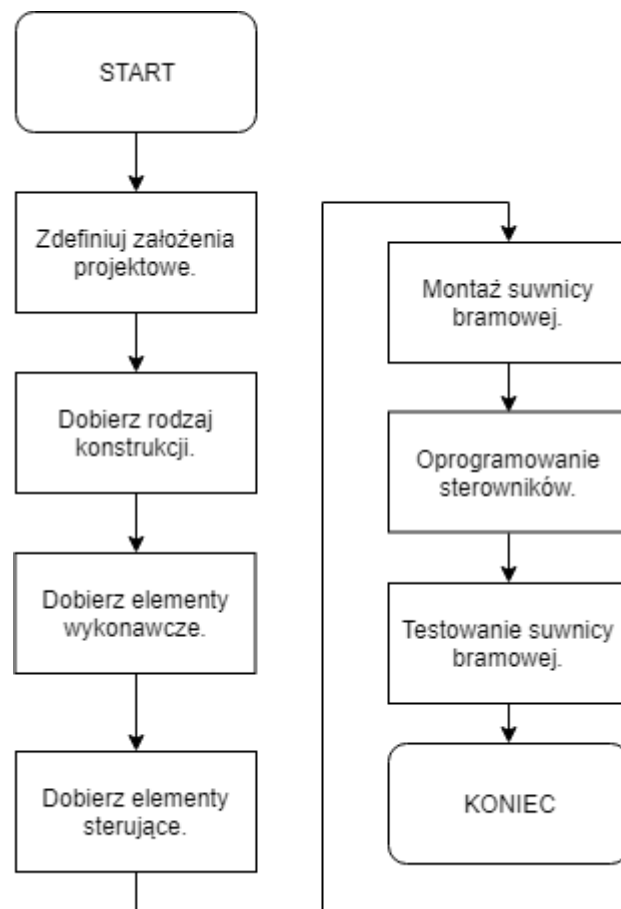 START
Zdefiniuj założenia
projektowe.
Dobierz rodzaj
konstrukcji.
Dobierz elementy
wykonawcze.
Dobierz elementy
sterujące.
Montaż suwnicy
bramowej.
Oprogramowanie
sterowników.
Testowanie suwnicy
bramowej.
KONIEC